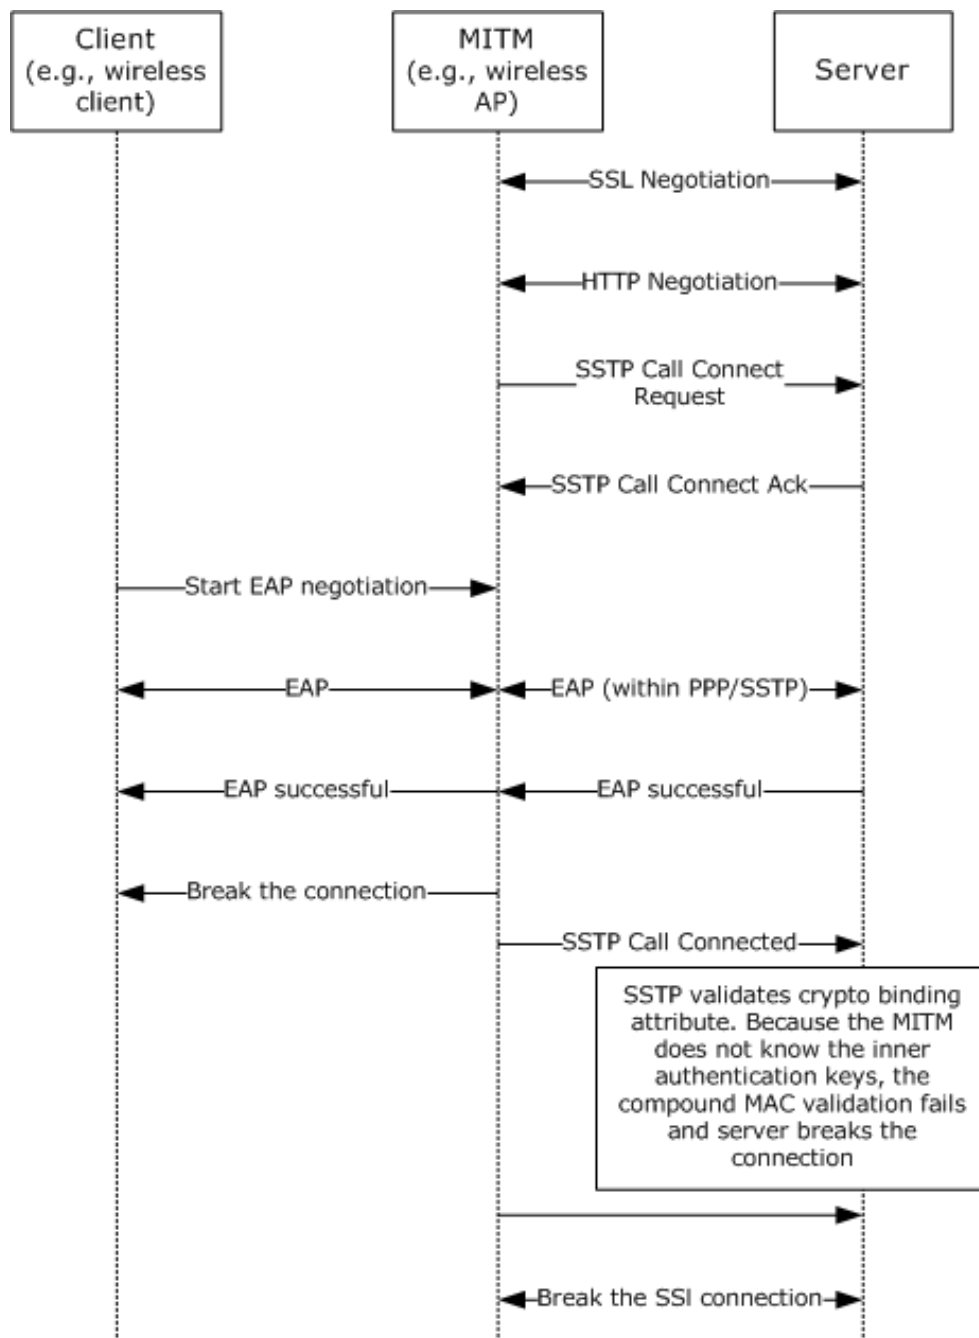 Client
(e.g., wireless
client)
MITM
(e.g., wireless
AP)
Server
SSL Negotiation
HTTP Negotiation
SSTP Call Connect
Request
SSTP Call Connect Ack
Start EAP negotiation
EAP
EAP (within PPP/SSTP)
EAP successful
EAP successful
Break the connection
SSTP Call Connected
SSTP validates crypto binding
attribute. Because the MITM
does not know the inner
authentication keys, the
compound MAC validation fails
and server breaks the
connection
Break the SSl connection